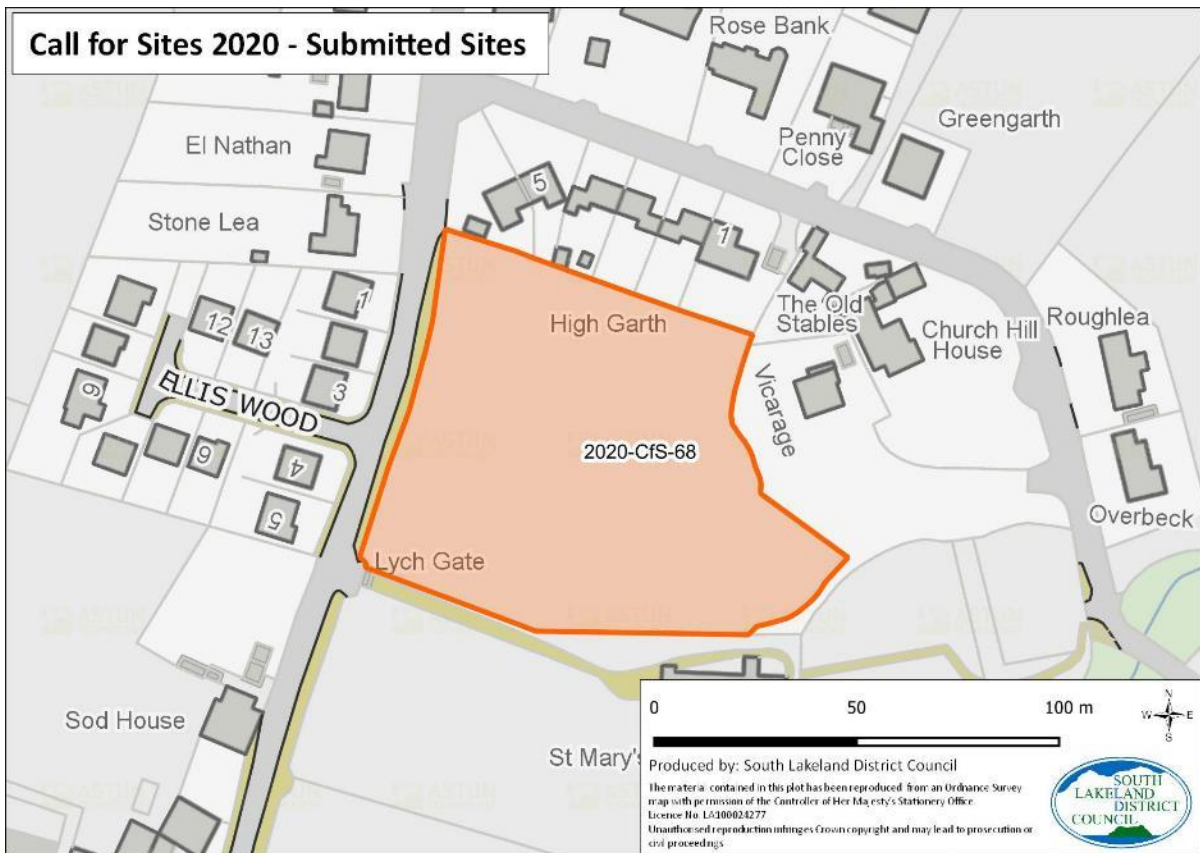 Call for Sites 2020 - Submitted Sites
Rose Bank
Greengarth
El Nathan
Penny
Close
5
Stone Lea
1
1
The Old
Stables
12
13
High Garth
Church Hill
House
Roughlea
3
9
ELLIS WOOD
Vicarage
6
4
2020-CfS-68
5
Overbeck
Lych Gate
Sod House
St Mary's
0 50 100 m
N
W E
S
Produced by: South Lakeland District Council
The material contained in this plot has been reproduced from an Ordnance Survey
map with permission of the Controller of Her Majesty's Stationery Office
Licence No. LA100024277
Unauthorised reproduction infringes Crown copyright and may lead to prosecution or
civil proceedings
SOUTH
LAKELAND
DISTRICT
COUNCIL